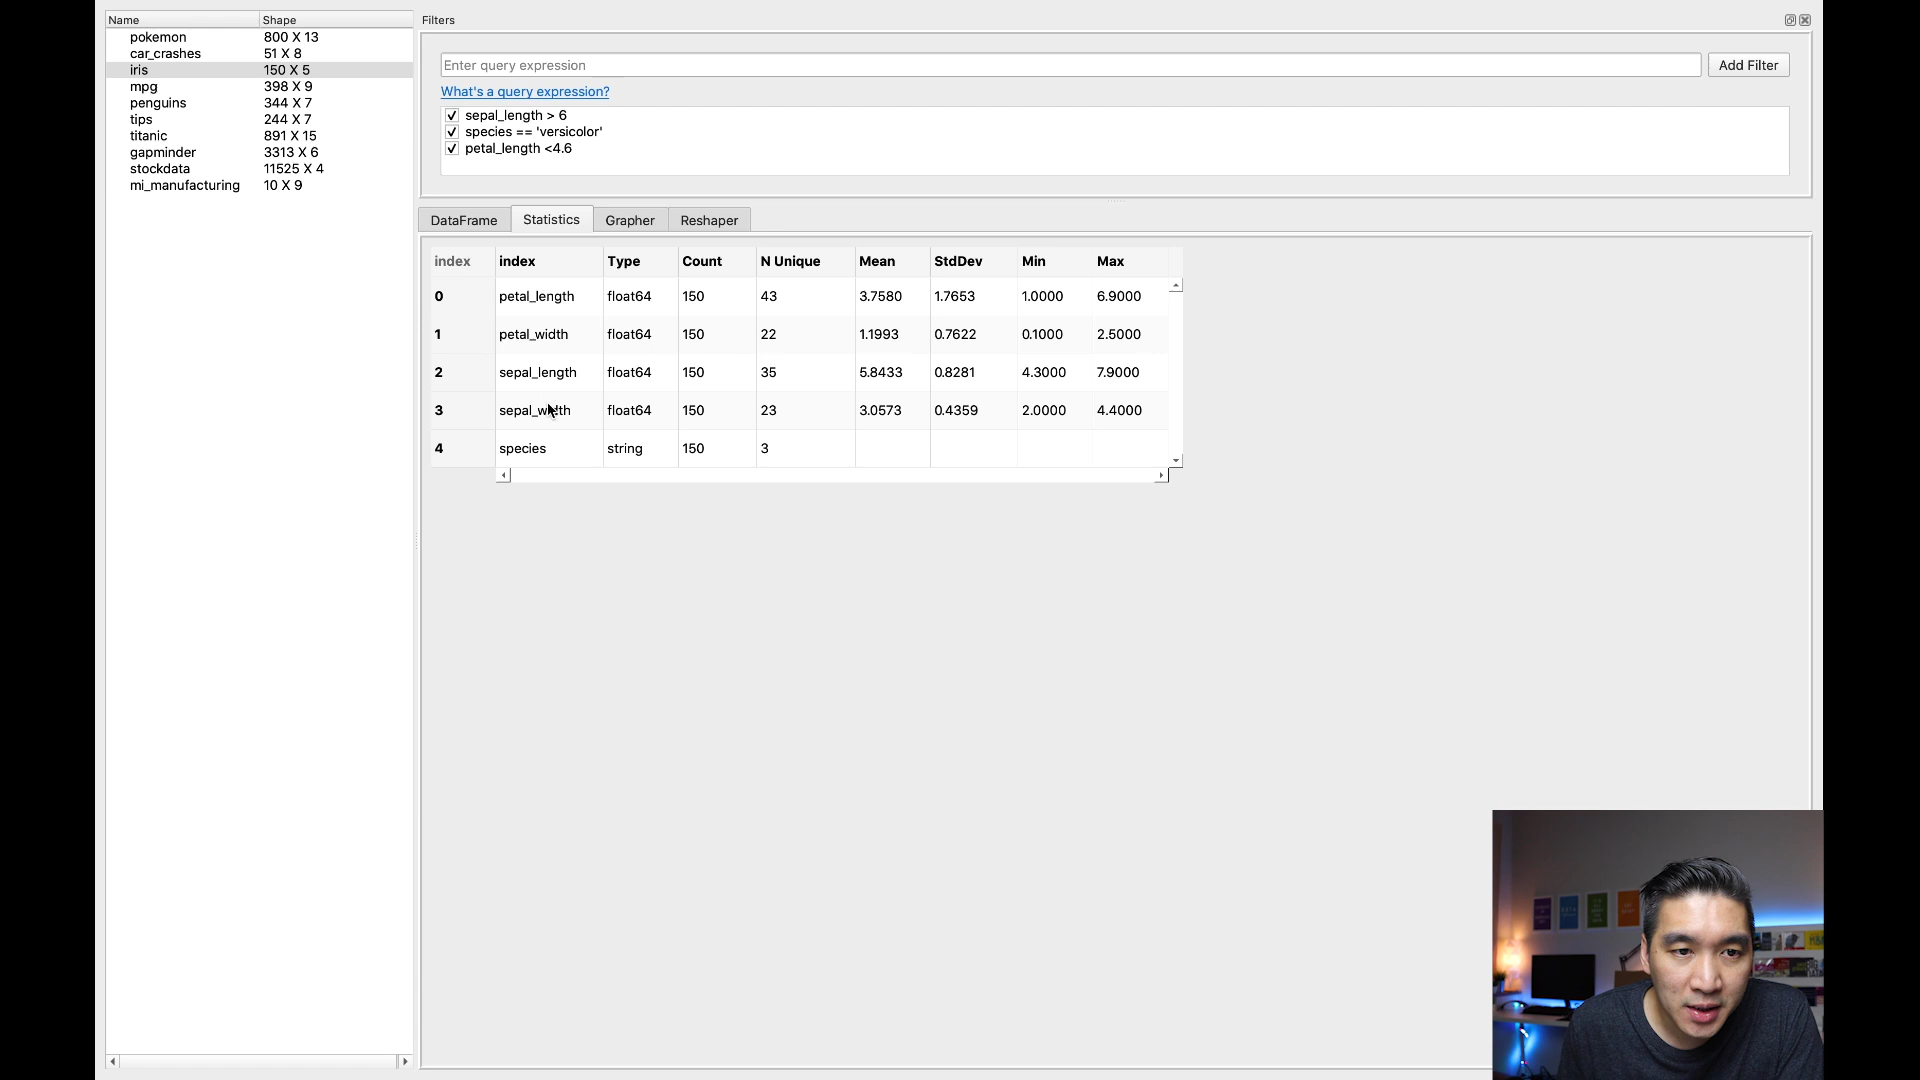 Name Shape
pokemon 800 X 13
car_crashes 51 X 8
iris 150 X 5
mpg 398 X 9
penguins 344 X 7
tips 244 X 7
titanic 891 X 15
gapminder 3313 X 6
stockdata 11525 X 4
mi_manufacturing 10 X 9
Filters
Enter query expression Add Filter
What's a query expression?
sepal_length > 6
species == 'versicolor'
petal_length <4.6
DataFrame Statistics Grapher Reshaper
index index Type Count N Unique Mean StdDev Min Max
0 petal_length float64 150 43 3.7580 1.7653 1.0000 6.9000
1 petal_width float64 150 22 1.1993 0.7622 0.1000 2.5000
2 sepal_length float64 150 35 5.8433 0.8281 4.3000 7.9000
3 sepal_width float64 150 23 3.0573 0.4359 2.0000 4.4000
4 species string 150 3